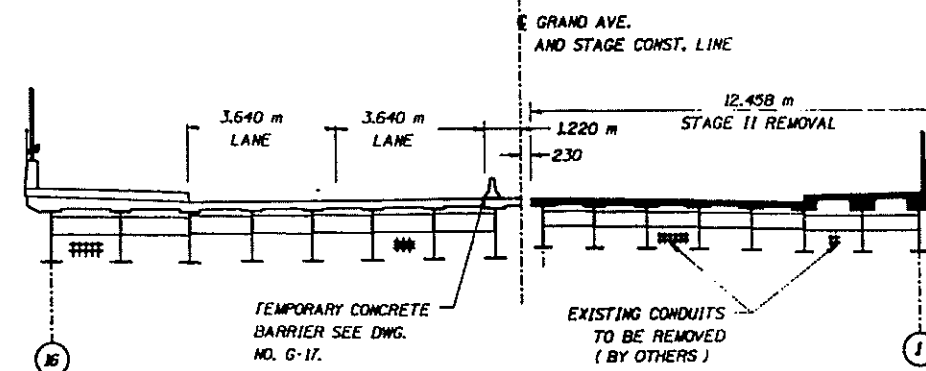 ℄ GRAND AVE.
AND STAGE CONST. LINE
3.640 m
LANE
3.640 m
LANE
1.220 m
230
12.458 m
STAGE II REMOVAL
TEMPORARY CONCRETE
BARRIER SEE DWG.
NO. G-17.
EXISTING CONDUITS
TO BE REMOVED
( BY OTHERS )
16
1